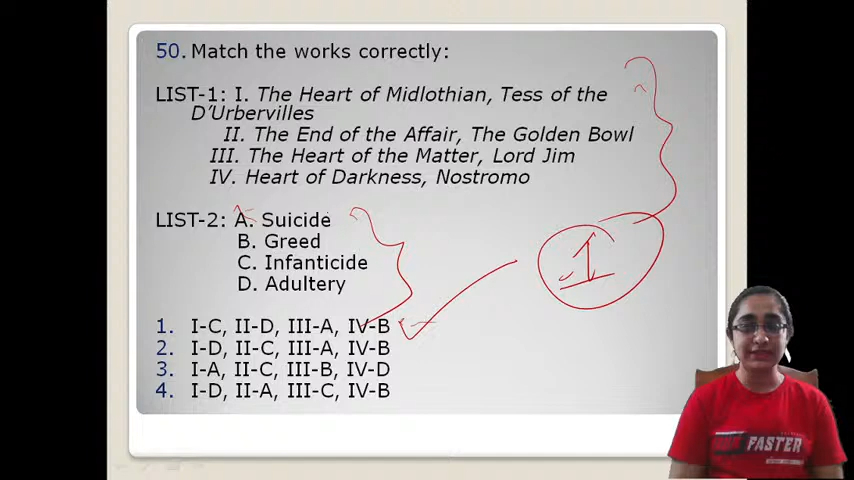 50. Match the works correctly:
LIST-1: I. The Heart of Midlothian, Tess of the
D'Urbervilles
II. The End of the Affair, The Golden Bowl
III. The Heart of the Matter, Lord Jim
IV. Heart of Darkness, Nostromo
LIST-2: A. Suicide
B. Greed
C. Infanticide
D. Adultery
1. I-C, II-D, III-A, IV-B
2. I-D, II-C, III-A, IV-B
3. I-A, II-C, III-B, IV-D
4. I-D, II-A, III-C, IV-B
1
FASTER